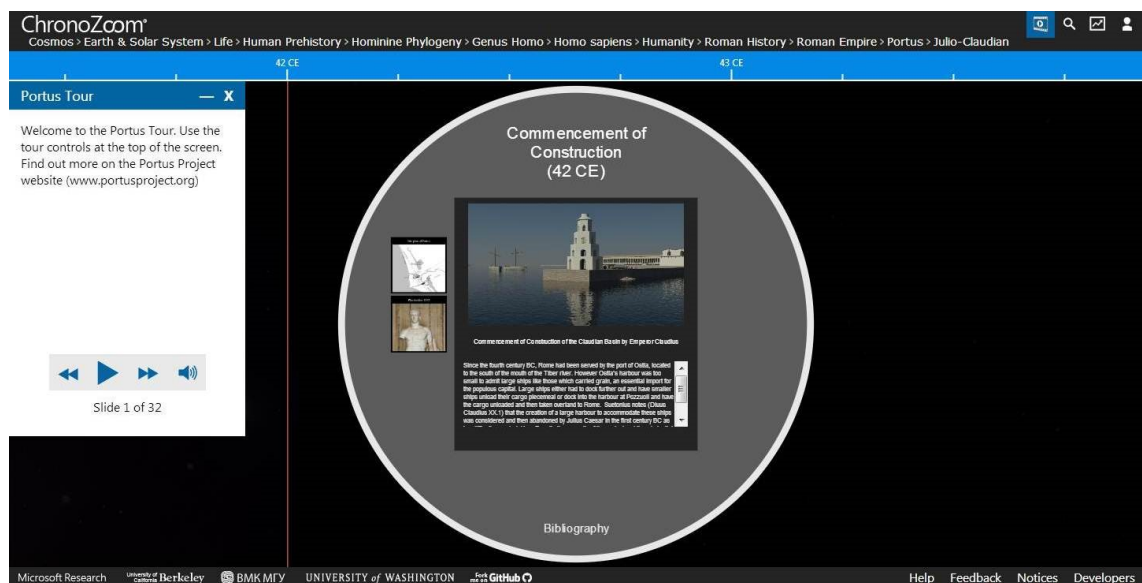 ChronoZoom®
Cosmos > Earth & Solar System > Life > Human Prehistory > Hominine Phylogeny > Genus Homo > Homo sapiens > Humanity > Roman History > Roman Empire > Portus > Julio-Claudian
42 CE
43 CE
Portus Tour — X
Welcome to the Portus Tour. Use the
tour controls at the top of the screen.
Find out more on the Portus Project
website (www.portusproject.org)
Slide 1 of 32
Commencement of
Construction
(42 CE)
Commencement of Construction of the Claudian Basin by Emperor Claudius
Since the fourth century BC, Rome had been served by the port of Ostia, located
to the south of the mouth of the Tiber river. However Ostia's harbour was too
small to admit large ships like those which carried grain, an essential import for
the populous capital. Large ships either had to dock further out and have smaller
ships unload their cargo piecemeal or dock into the harbour at Pozzuoli and have
the cargo unloaded and then taken overland to Rome. Suetonius notes (Divus
Claudius XX.1) that the creation of a large harbour to accommodate these ships
was considered and then abandoned by Julius Caesar in the first century BC as
Bibliography
Microsoft Research
University of California Berkeley
ВМК МГУ
UNIVERSITY of WASHINGTON
Fork me on GitHub
Help Feedback Notices Developers